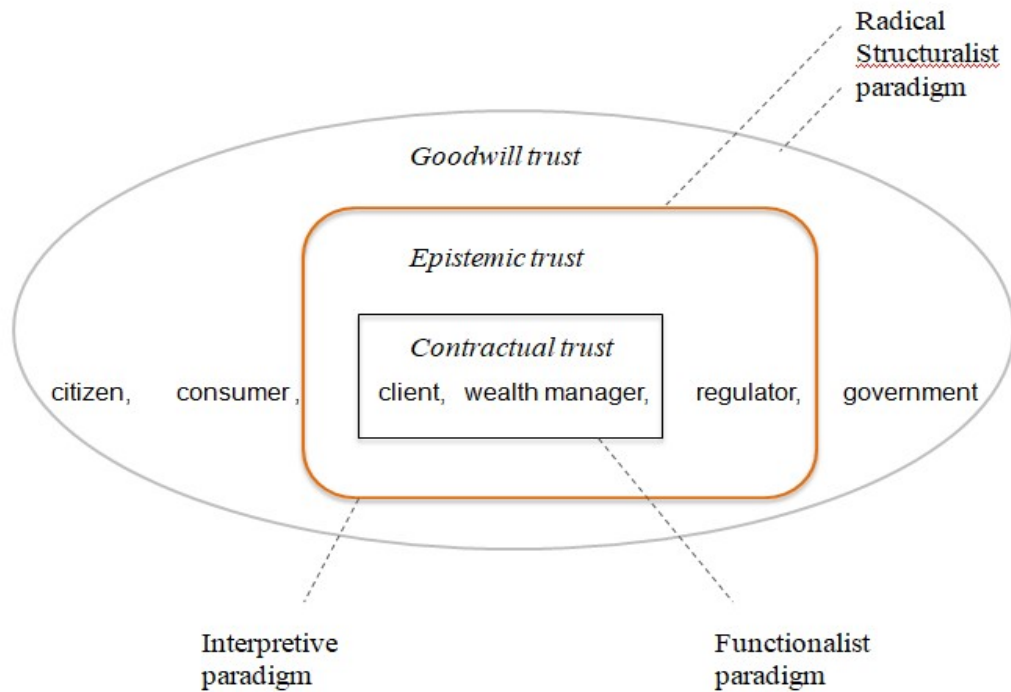 Radical
Structuralist
paradigm
Goodwill trust
Epistemic trust
Contractual trust
citizen, consumer, client, wealth manager, regulator, government
Interpretive
paradigm
Functionalist
paradigm